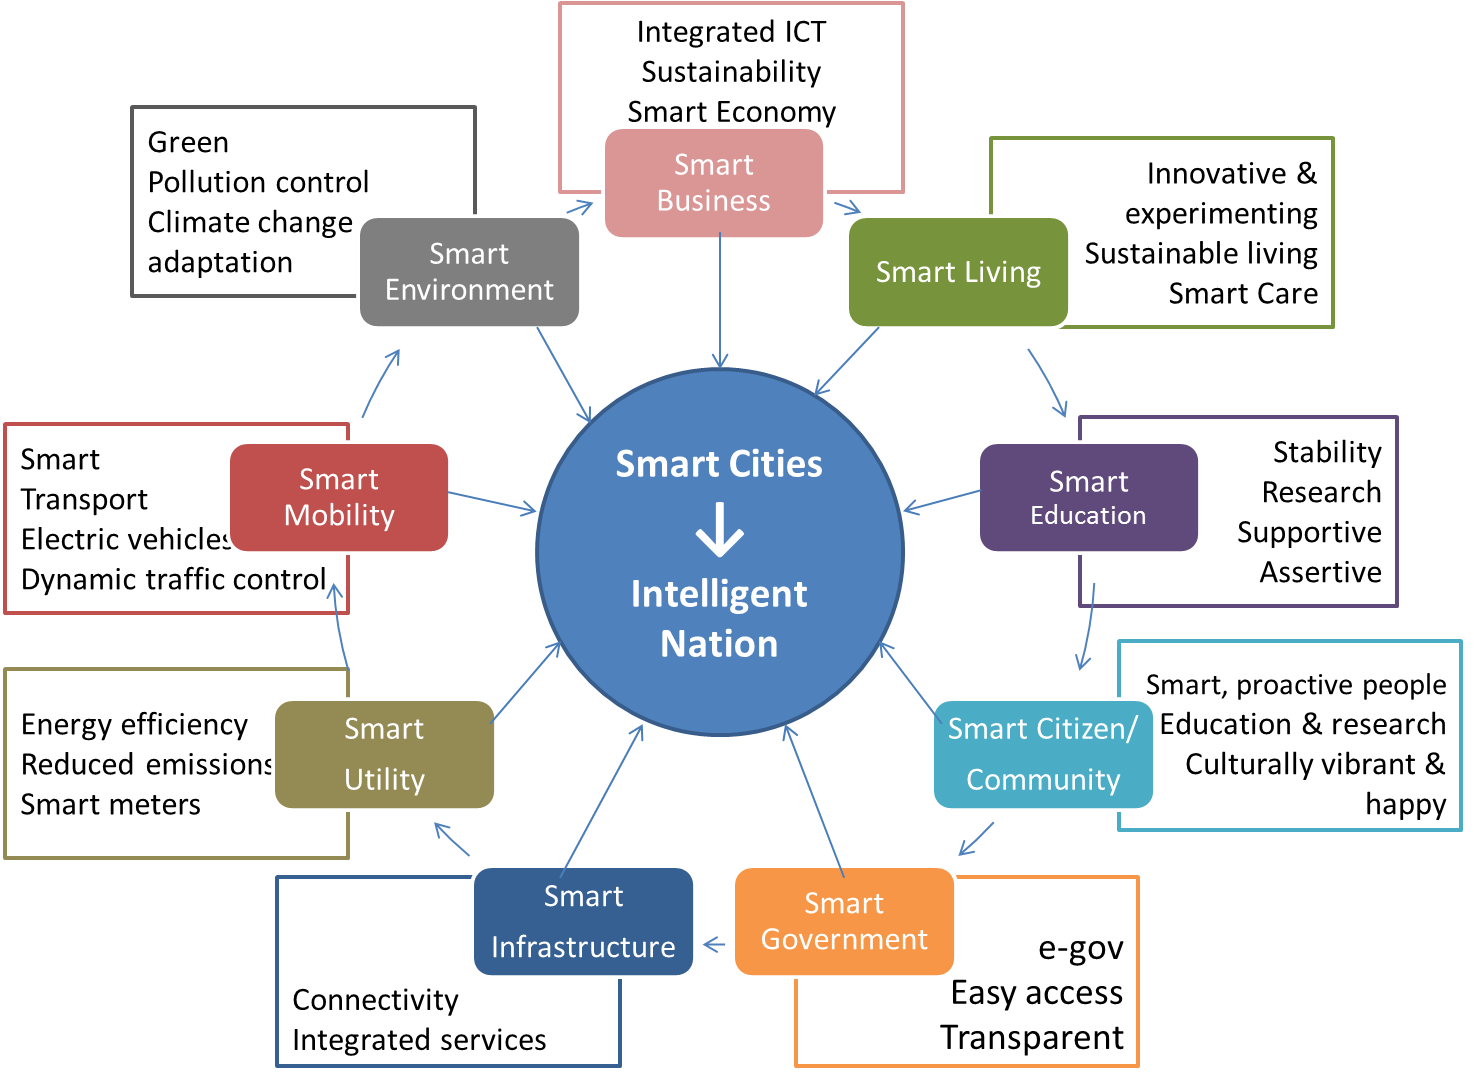 Integrated ICT
Sustainability
Smart Economy
Smart
Business
Green
Pollution control
Climate change
adaptation
Smart
Environment
Innovative &
experimenting
Sustainable living
Smart Care
Smart Living
Smart
Transport
Electric vehicles
Dynamic traffic control
Smart
Mobility
Smart Cities
Intelligent
Nation
Stability
Research
Supportive
Assertive
Smart
Education
Energy efficiency
Reduced emissions
Smart meters
Smart
Utility
Smart, proactive people
Education & research
Culturally vibrant &
happy
Smart Citizen/
Community
Smart
Infrastructure
Connectivity
Integrated services
Smart
Government
e-gov
Easy access
Transparent